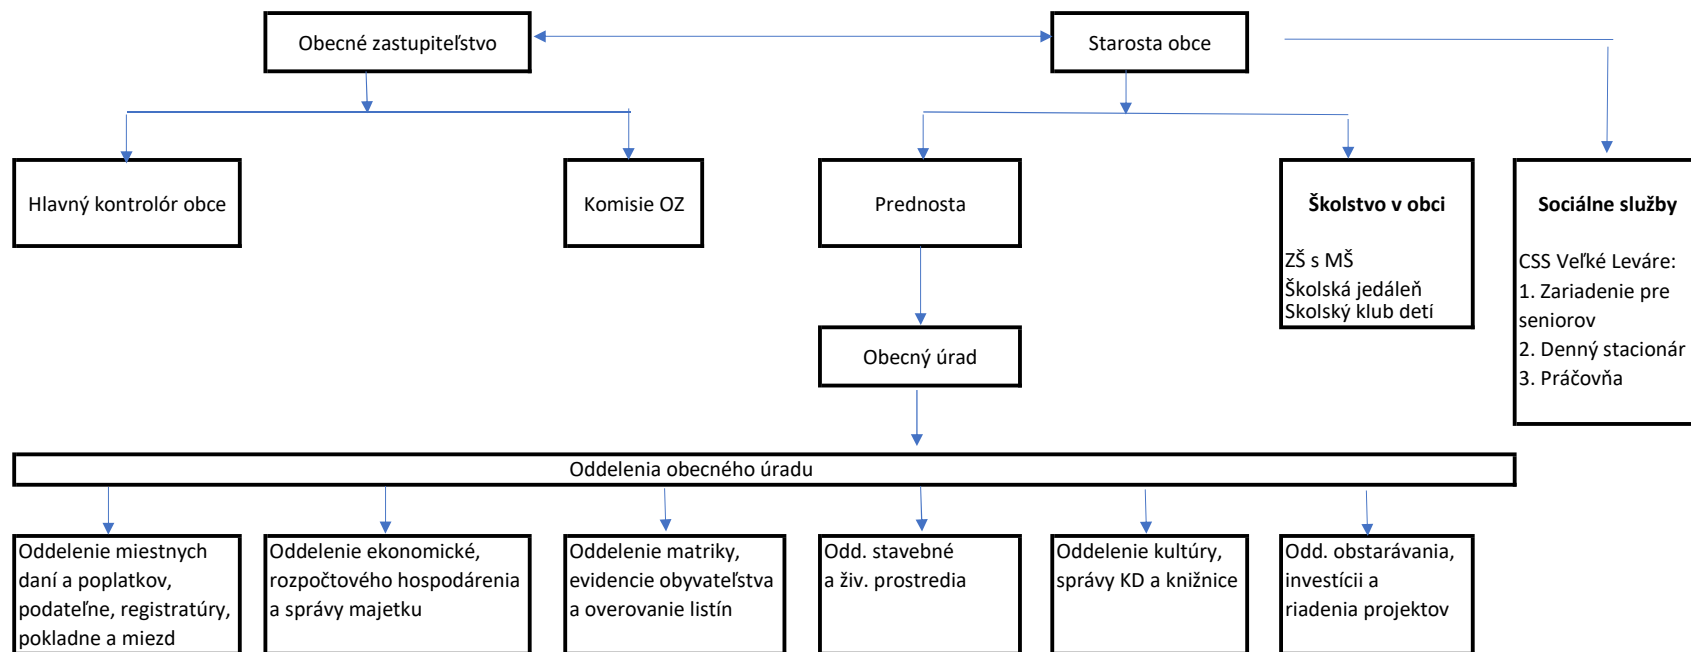 Obecné zastupiteľstvo
Starosta obce
Hlavný kontrolór obce
Komisie OZ
Prednosta
Školstvo v obci
ZŠ s MŠ
Školská jedáleň
Skolský klub detí
Sociálne služby
CSS Veľké Leváre:
1. Zariadenie pre
seniorov
2. Denný stacionár
3. Práčovňa
Obecný úrad
Oddelenia obecného úradu
Oddelenie miestnych
daní a poplatkov,
podateľne, registratúry,
pokladne a miezd
Oddelenie ekonomické,
rozpočtového hospodárenia
a správy majetku
Oddelenie matriky,
evidencie obyvateľstva
a overovanie listín
Odd. stavebné
a živ. prostredia
Oddelenie kultúry,
správy KD a knižnice
Odd. obstarávania,
investícii a
riadenia projektov